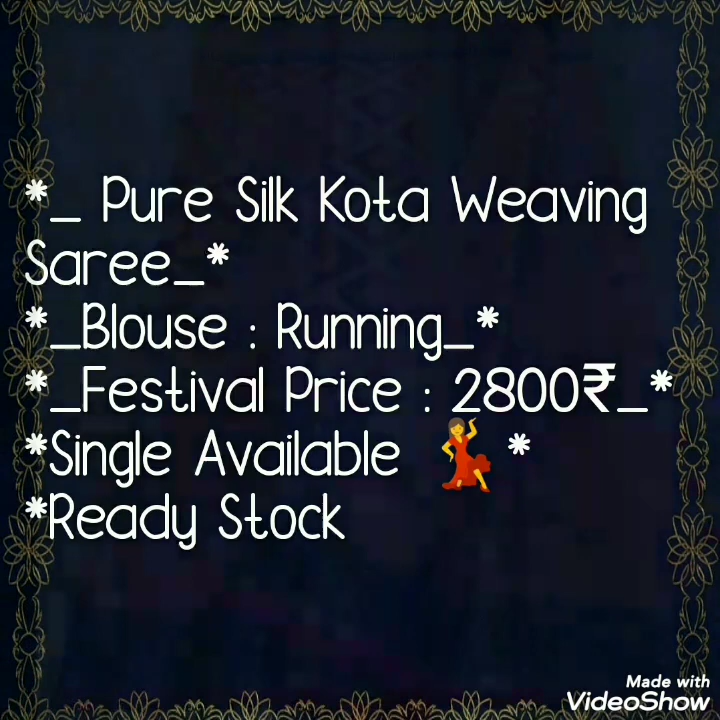 *_ Pure Silk Kota Weaving
Saree_*
*_Blouse : Running_*
*_Festival Price : 2800₹_*
*Single Available 💃 *
*Ready Stock
Made with
VideoShow